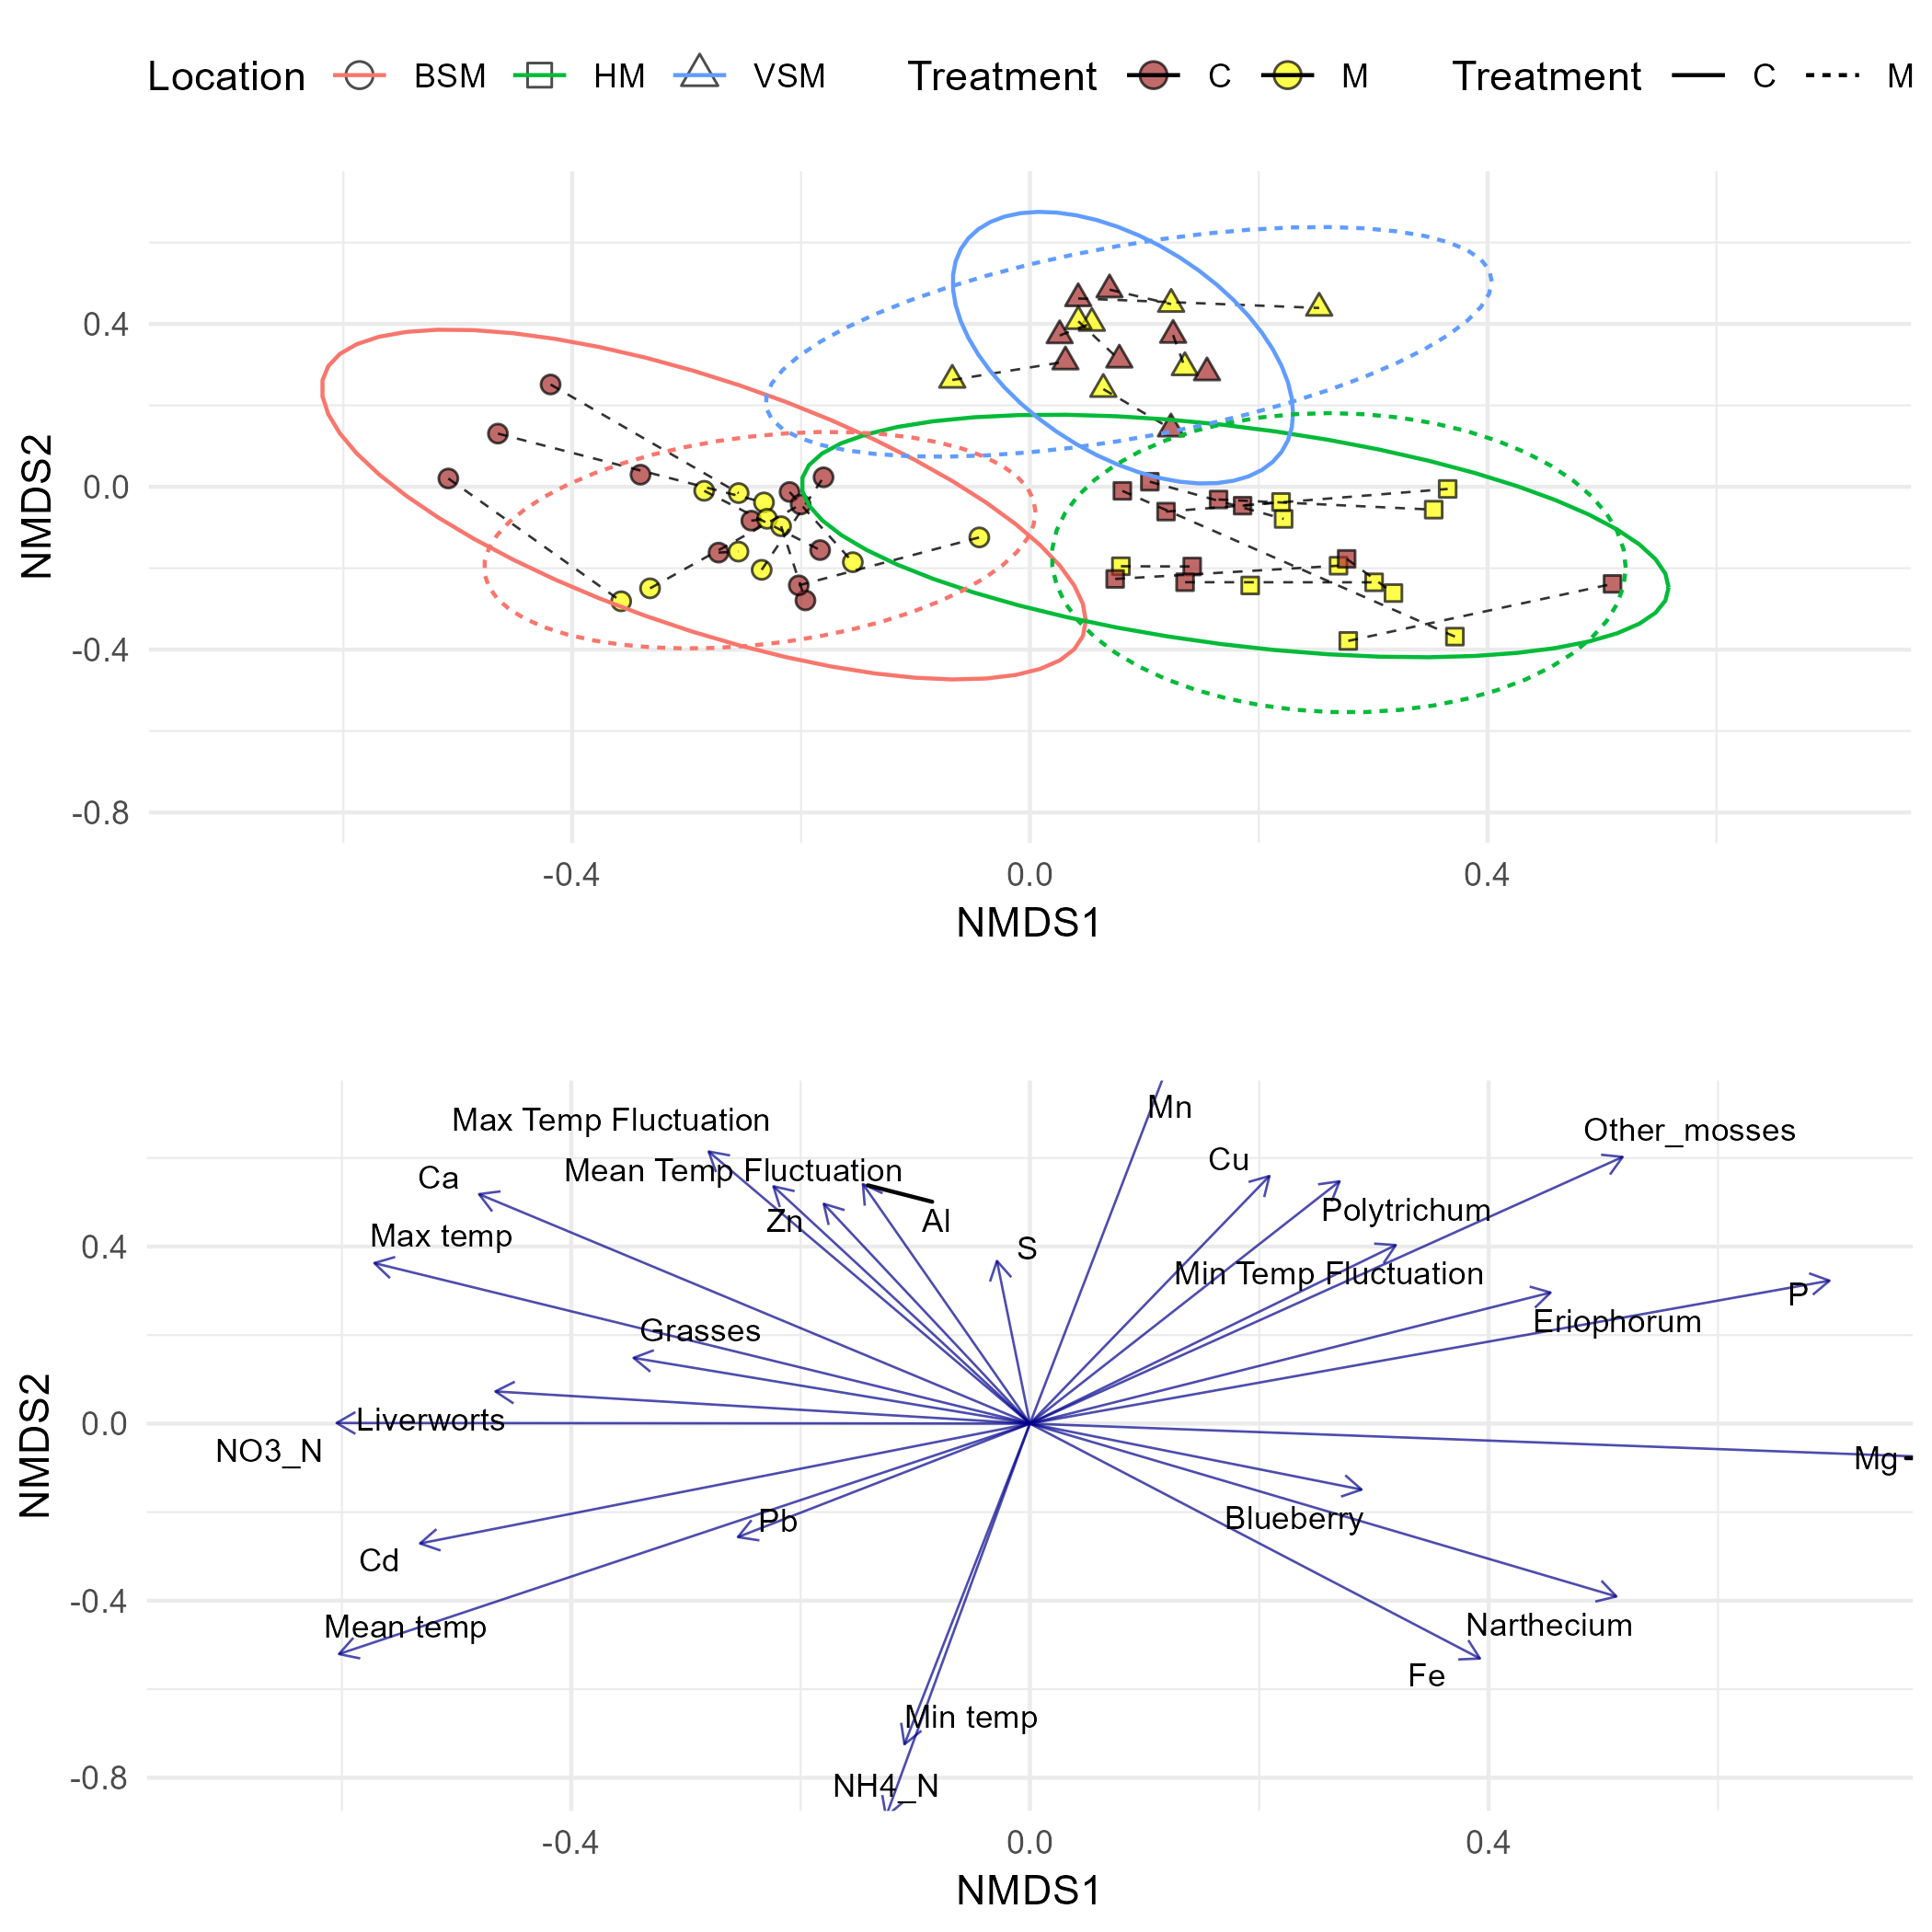 Location BSM HM VSM Treatment C M Treatment C M
NMDS2
0.4
0.0
-0.4
-0.8
-0.4 0.0 0.4
NMDS1
NMDS2
Mn
Max Temp Fluctuation
Other_mosses
Cu
Mean Temp Fluctuation
Ca
Polytrichum
Zn
Al
Max temp
0.4
S
Min Temp Fluctuation
P
Eriophorum
Grasses
Liverworts
0.0
NO3_N
Mg
Blueberry
Pb
Cd
-0.4
Narthecium
Mean temp
Fe
Min temp
-0.8
NH4_N
-0.4 0.0 0.4
NMDS1